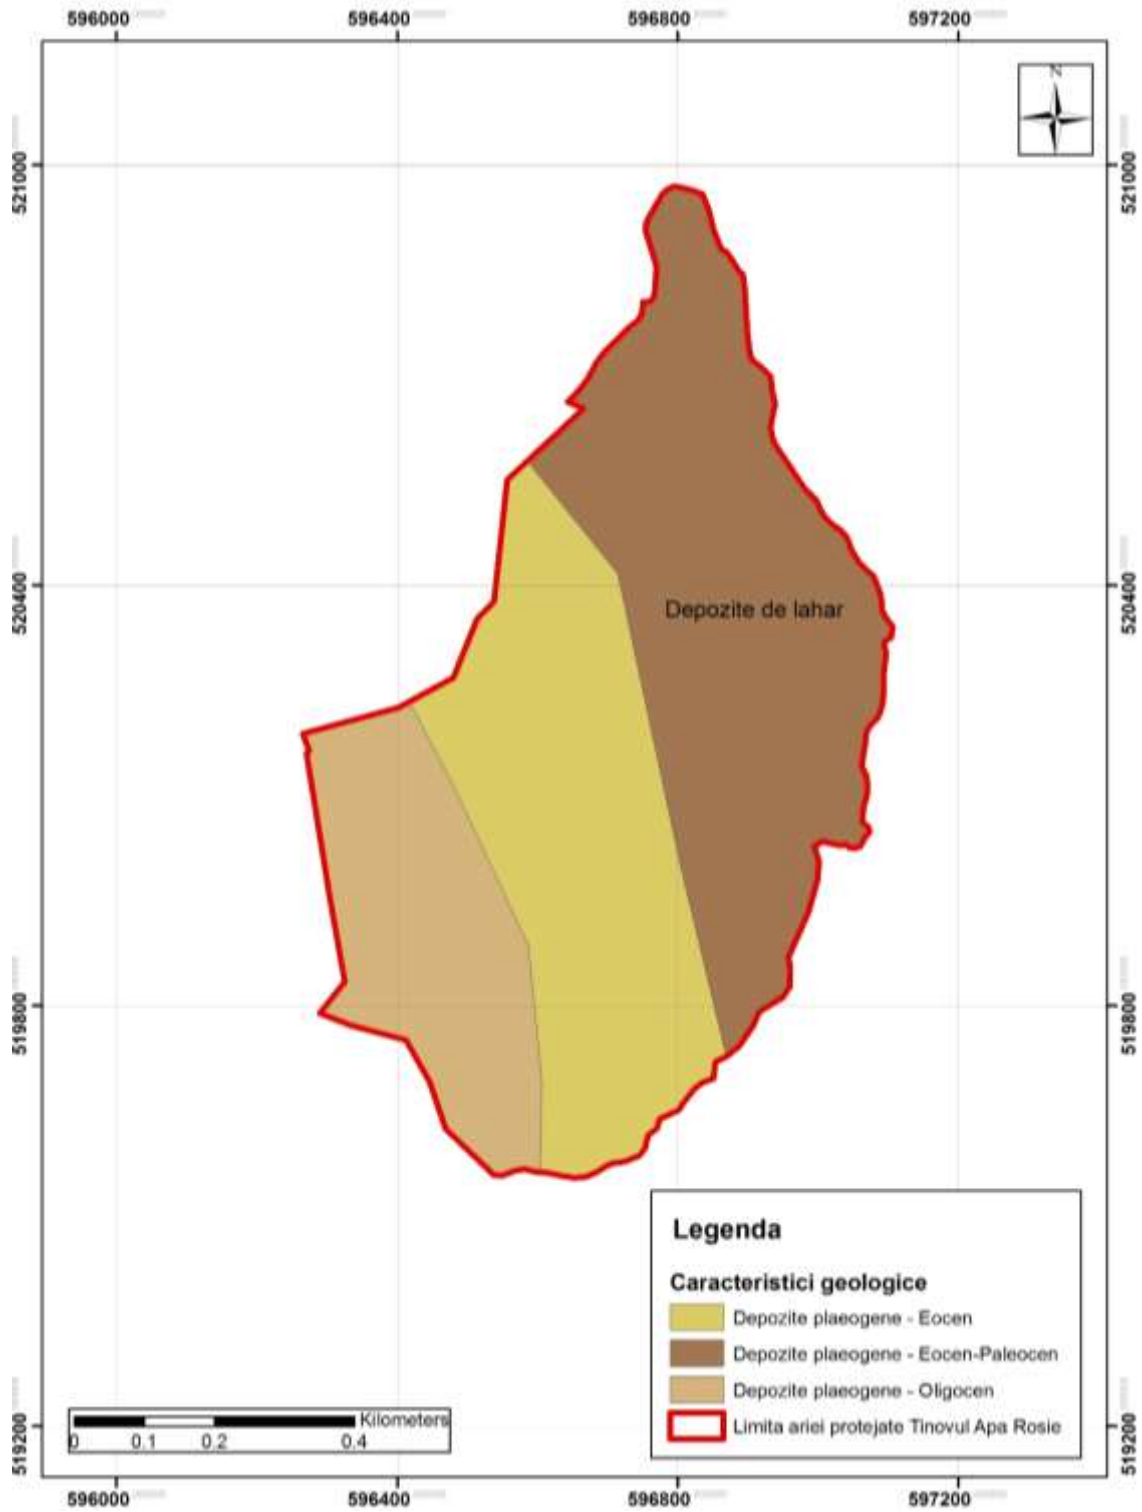 596000 596400 596800 597200
N
521000 521000
520400 520400
Depozite de lahar
519800 519800
Legenda
Caracteristici geologice
Depozite plaeogene - Eocen
Depozite plaeogene - Eocen-Paleocen
Depozite plaeogene - Oligocen
Limita ariei protejate Tinovul Apa Rosie
Kilometers
0 0.1 0.2 0.4
519200 519200
596000 596400 596800 597200